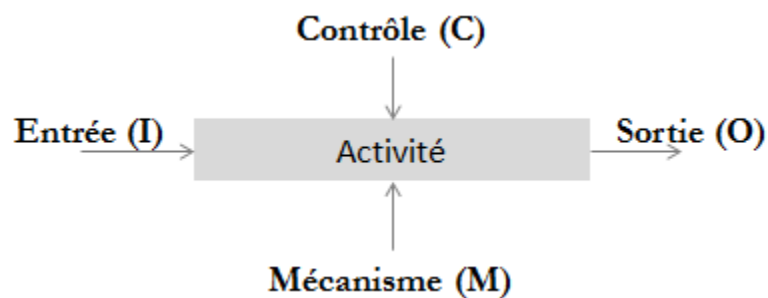 Contrôle (C)
Entrée (I)
Activité
Sortie (O)
Mécanisme (M)